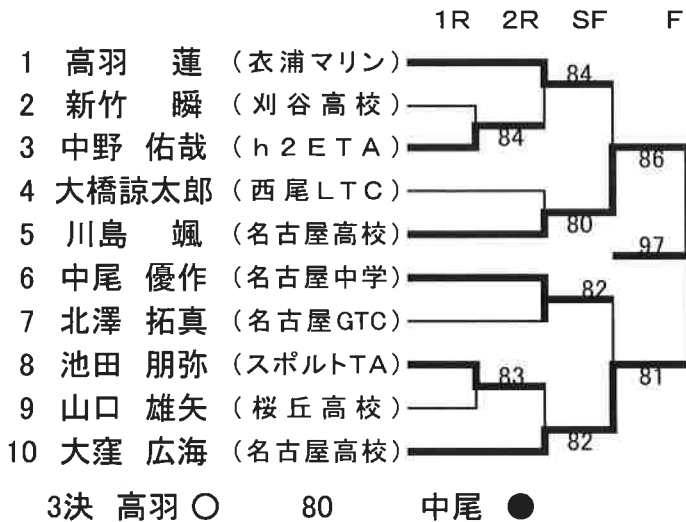 1R 2R SF F
1 高羽 蓮 (衣浦マリン)
84
2 新竹 瞬 (刈谷高校)
84
3 中野 佑哉 (h2ETA)
86
4 大橋諒太郎 (西尾LTC)
80
5 川島 颯 (名古屋高校)
97
6 中尾 優作 (名古屋中学)
82
7 北澤 拓真 (名古屋GTC)
8 池田 朋弥 (スポルトTA)
83
81
9 山口 雄矢 (桜丘高校)
82
10 大窪 広海 (名古屋高校)
3決 高羽 ○ 80 中尾 ●